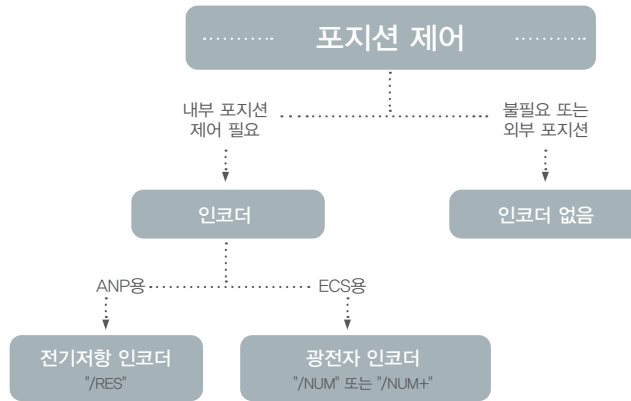 포지션 제어
내부 포지션
제어 필요
불필요 또는
외부 포지션
인코더
인코더 없음
ANP용
ECS용
전기저항 인코더
"/RES"
광전자 인코더
"/NUM" 또는 "/NUM+"